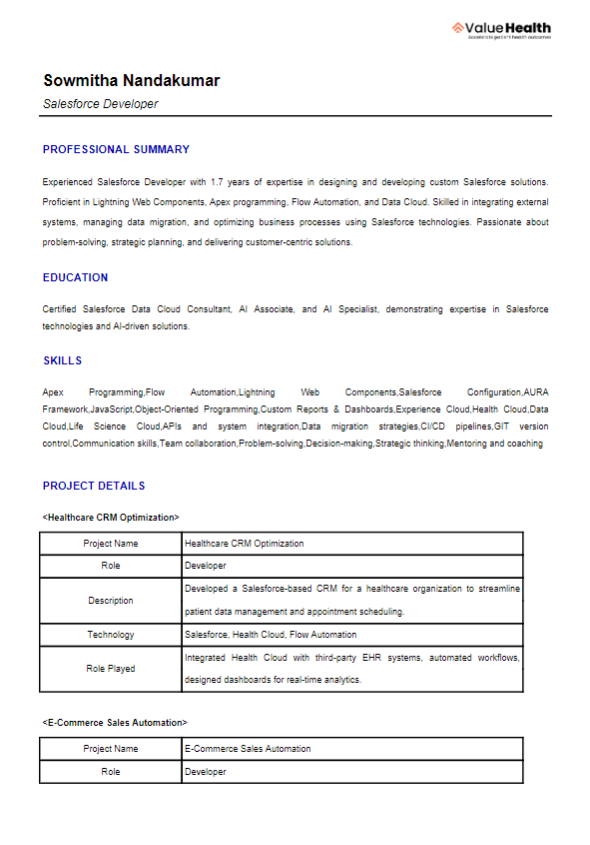 ValueHealth
Accelerate patient health outcomes
Sowmitha Nandakumar
Salesforce Developer
PROFESSIONAL SUMMARY
Experienced Salesforce Developer with 1.7 years of expertise in designing and developing custom Salesforce solutions.
Proficient in Lightning Web Components, Apex programming, Flow Automation, and Data Cloud. Skilled in integrating external
systems, managing data migration, and optimizing business processes using Salesforce technologies. Passionate about
problem-solving, strategic planning, and delivering customer-centric solutions.
EDUCATION
Certified Salesforce Data Cloud Consultant, AI Associate, and AI Specialist, demonstrating expertise in Salesforce
technologies and AI-driven solutions.
SKILLS
Apex Programming,Flow Automation,Lightning Web Components,Salesforce Configuration,AURA
Framework,JavaScript,Object-Oriented Programming,Custom Reports & Dashboards,Experience Cloud,Health Cloud,Data
Cloud,Life Science Cloud,APIs and system integration,Data migration strategies,CI/CD pipelines,GIT version
control,Communication skills,Team collaboration,Problem-solving,Decision-making,Strategic thinking,Mentoring and coaching
PROJECT DETAILS
<Healthcare CRM Optimization>
Project Name Healthcare CRM Optimization
Role Developer
Description Developed a Salesforce-based CRM for a healthcare organization to streamline
patient data management and appointment scheduling.
Technology Salesforce, Health Cloud, Flow Automation
Role Played Integrated Health Cloud with third-party EHR systems, automated workflows,
designed dashboards for real-time analytics.
<E-Commerce Sales Automation>
Project Name E-Commerce Sales Automation
Role Developer